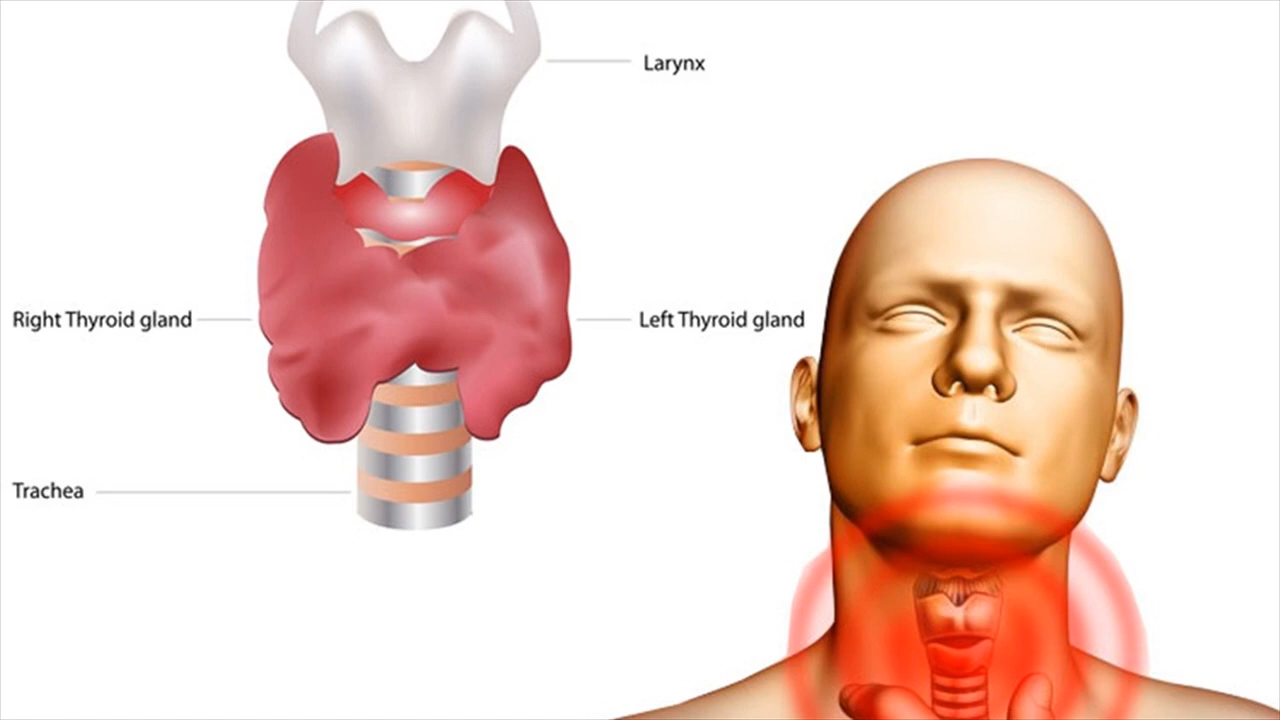 Larynx
Right Thyroid gland
Left Thyroid gland
Trachea